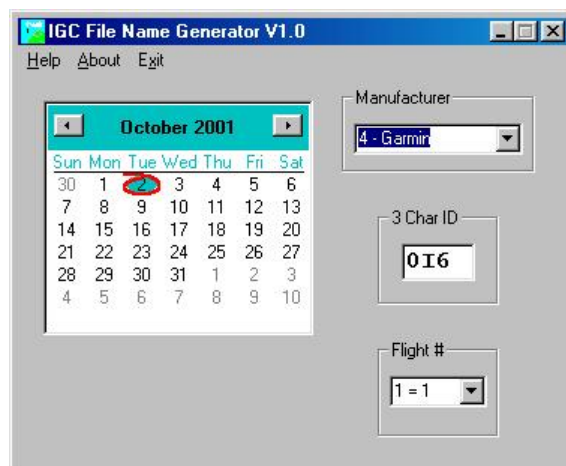 IGC File Name Generator V1.0
Help About Exit
October 2001
Sun Mon Tue Wed Thu Fri Sat
30 1 2 3 4 5 6
7 8 9 10 11 12 13
14 15 16 17 18 19 20
21 22 23 24 25 26 27
28 29 30 31 1 2 3
4 5 6 7 8 9 10
Manufacturer
4 - Garmin
3 Char ID
OI6
Flight #
1 = 1